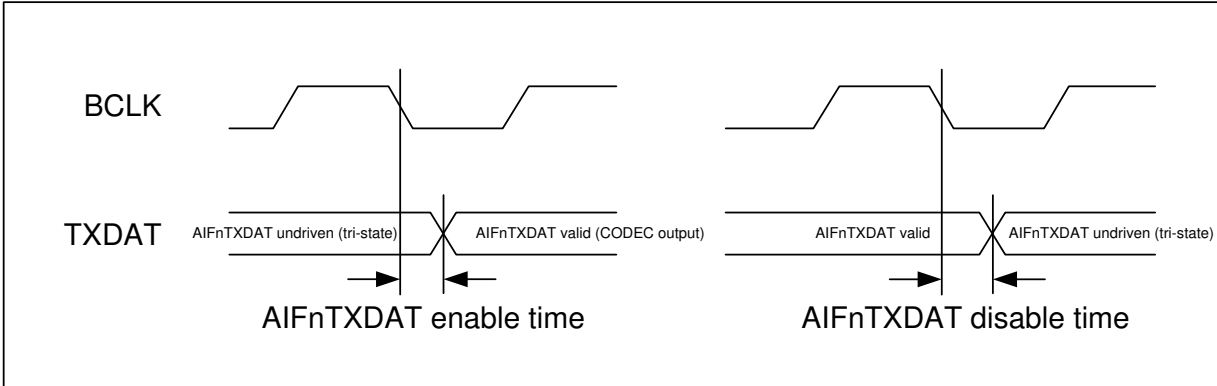 BCLK
TXDAT
AIFnTXDAT undriven (tri-state)
AIFnTXDAT valid (CODEC output)
AIFnTXDAT valid
AIFnTXDAT undriven (tri-state)
AIFnTXDAT enable time
AIFnTXDAT disable time